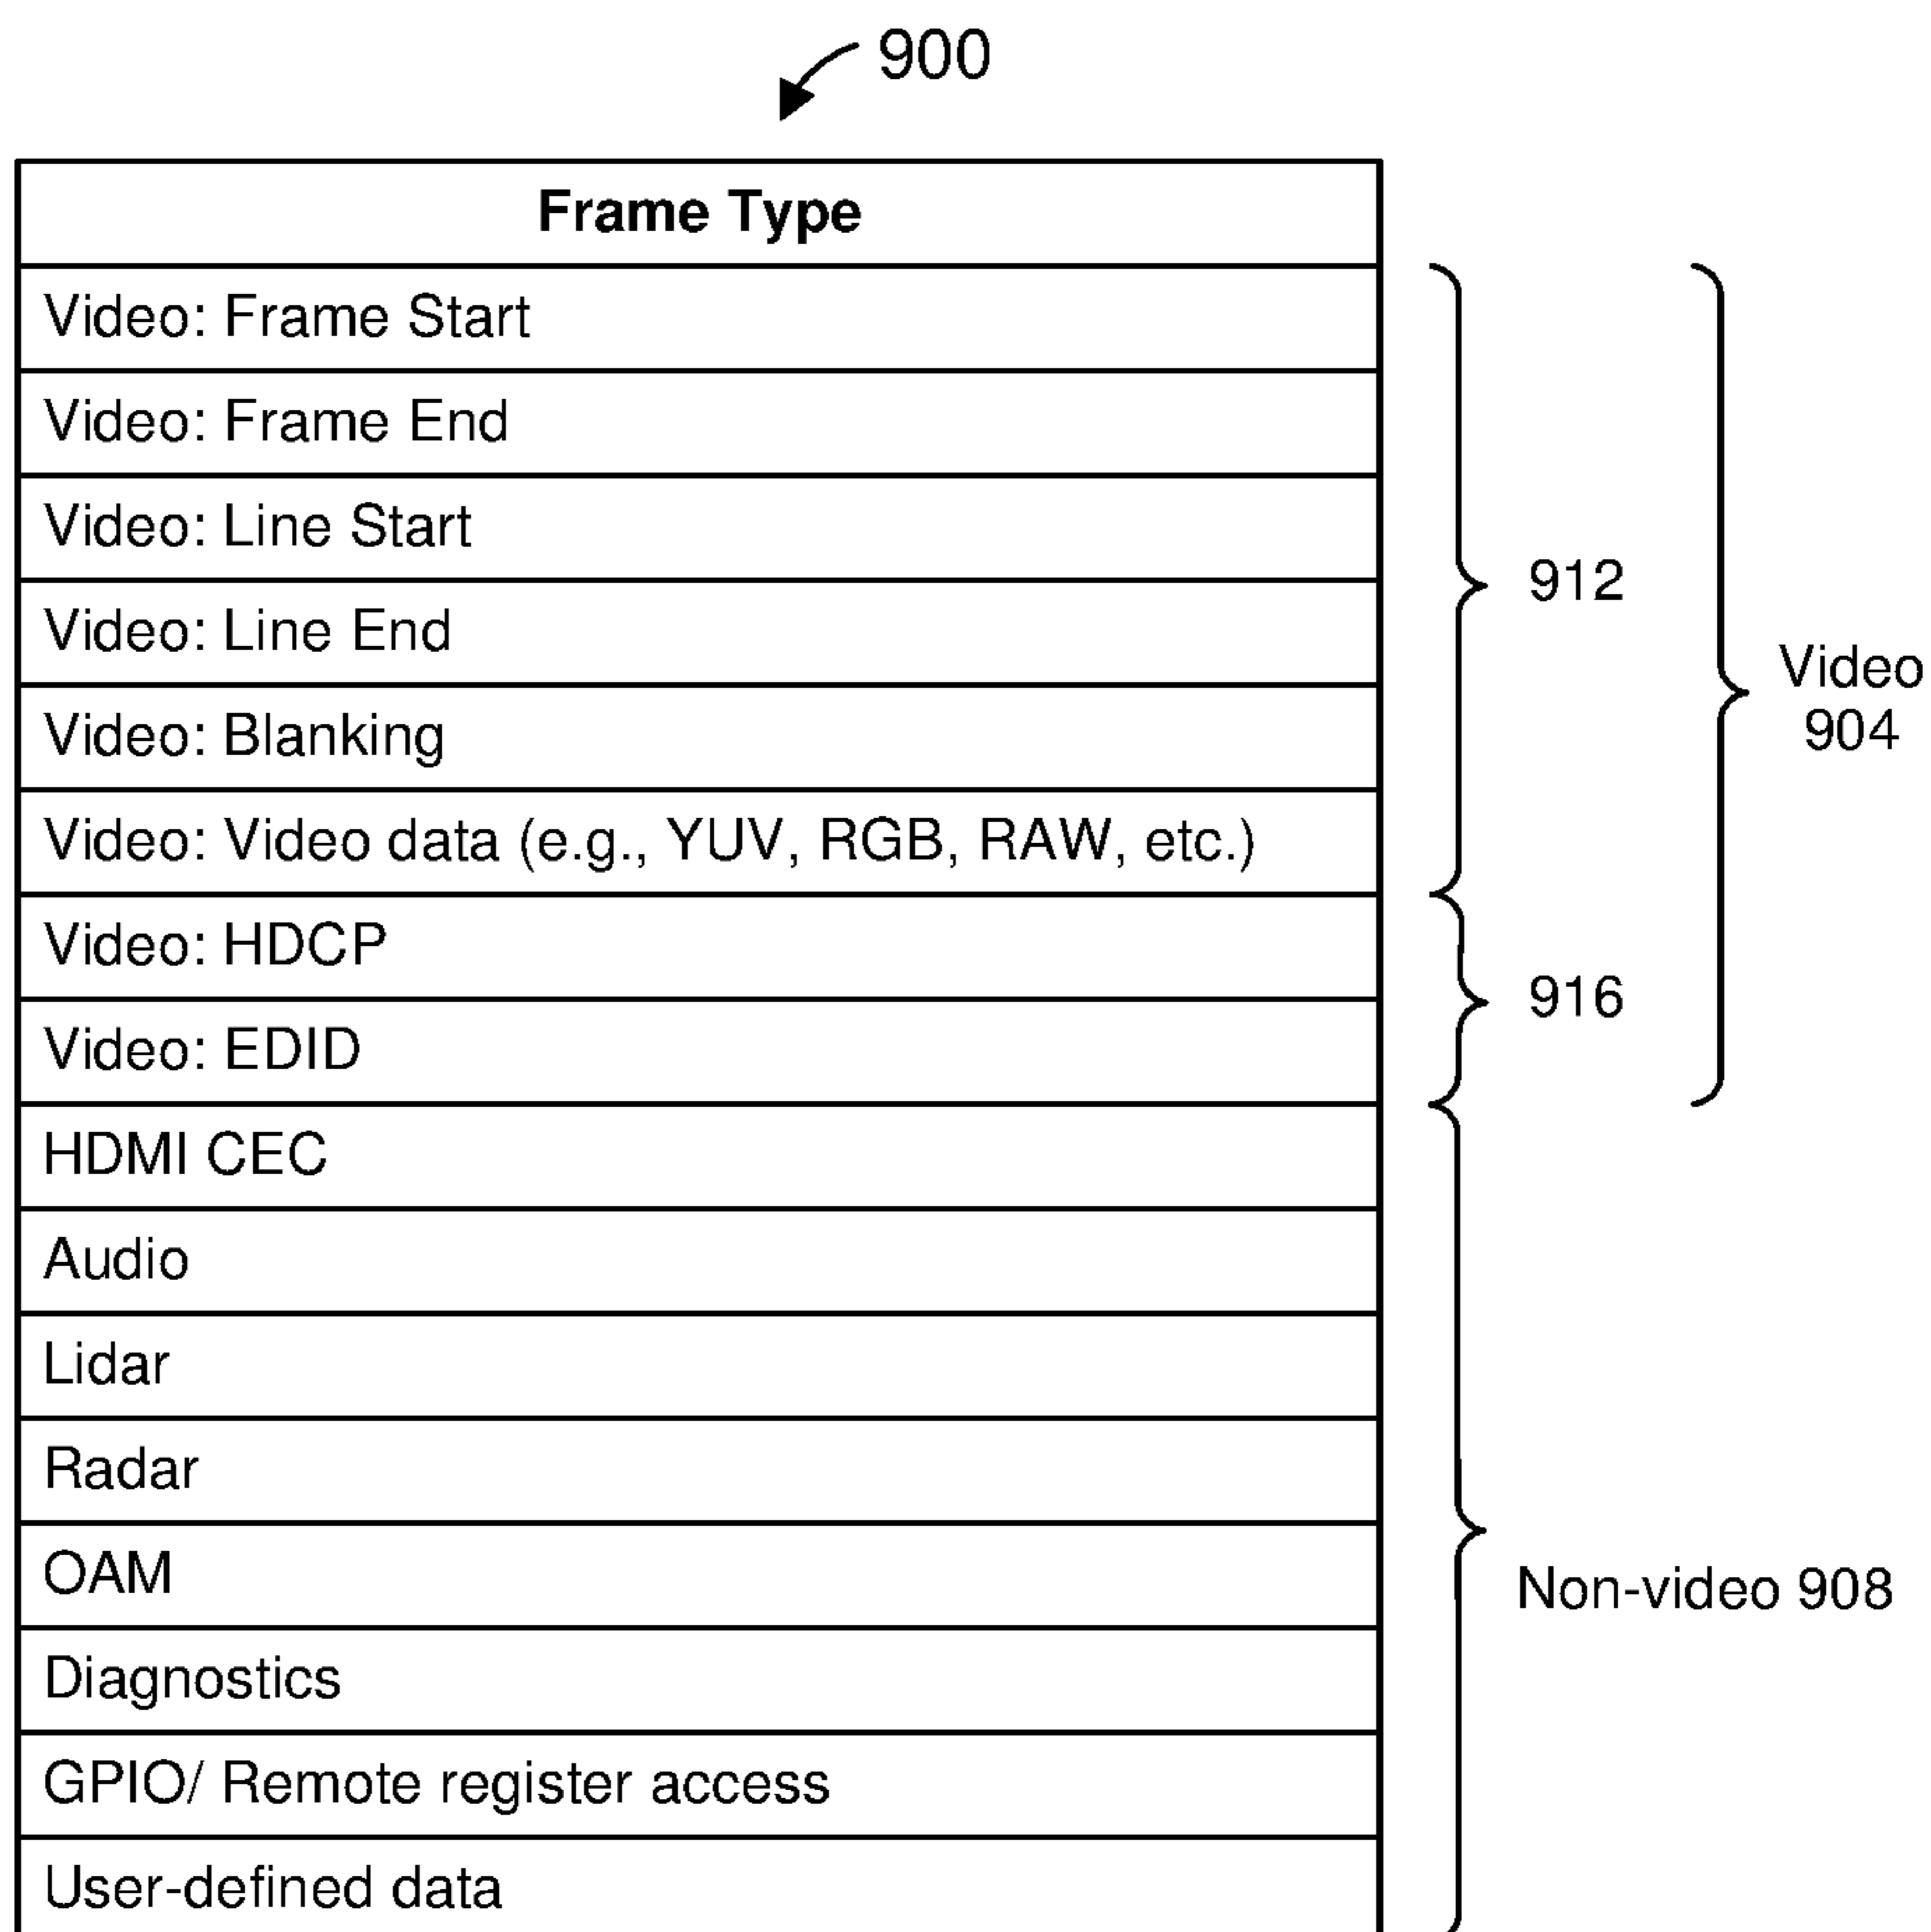 900
Frame Type
Video: Frame Start
Video: Frame End
Video: Line Start
Video: Line End
Video: Blanking
Video: Video data (e.g., YUV, RGB, RAW, etc.)
912
Video: HDCP
Video: EDID
916
Video
904
HDMI CEC
Audio
Lidar
Radar
OAM
Diagnostics
GPIO/ Remote register access
User-defined data
Non-video 908